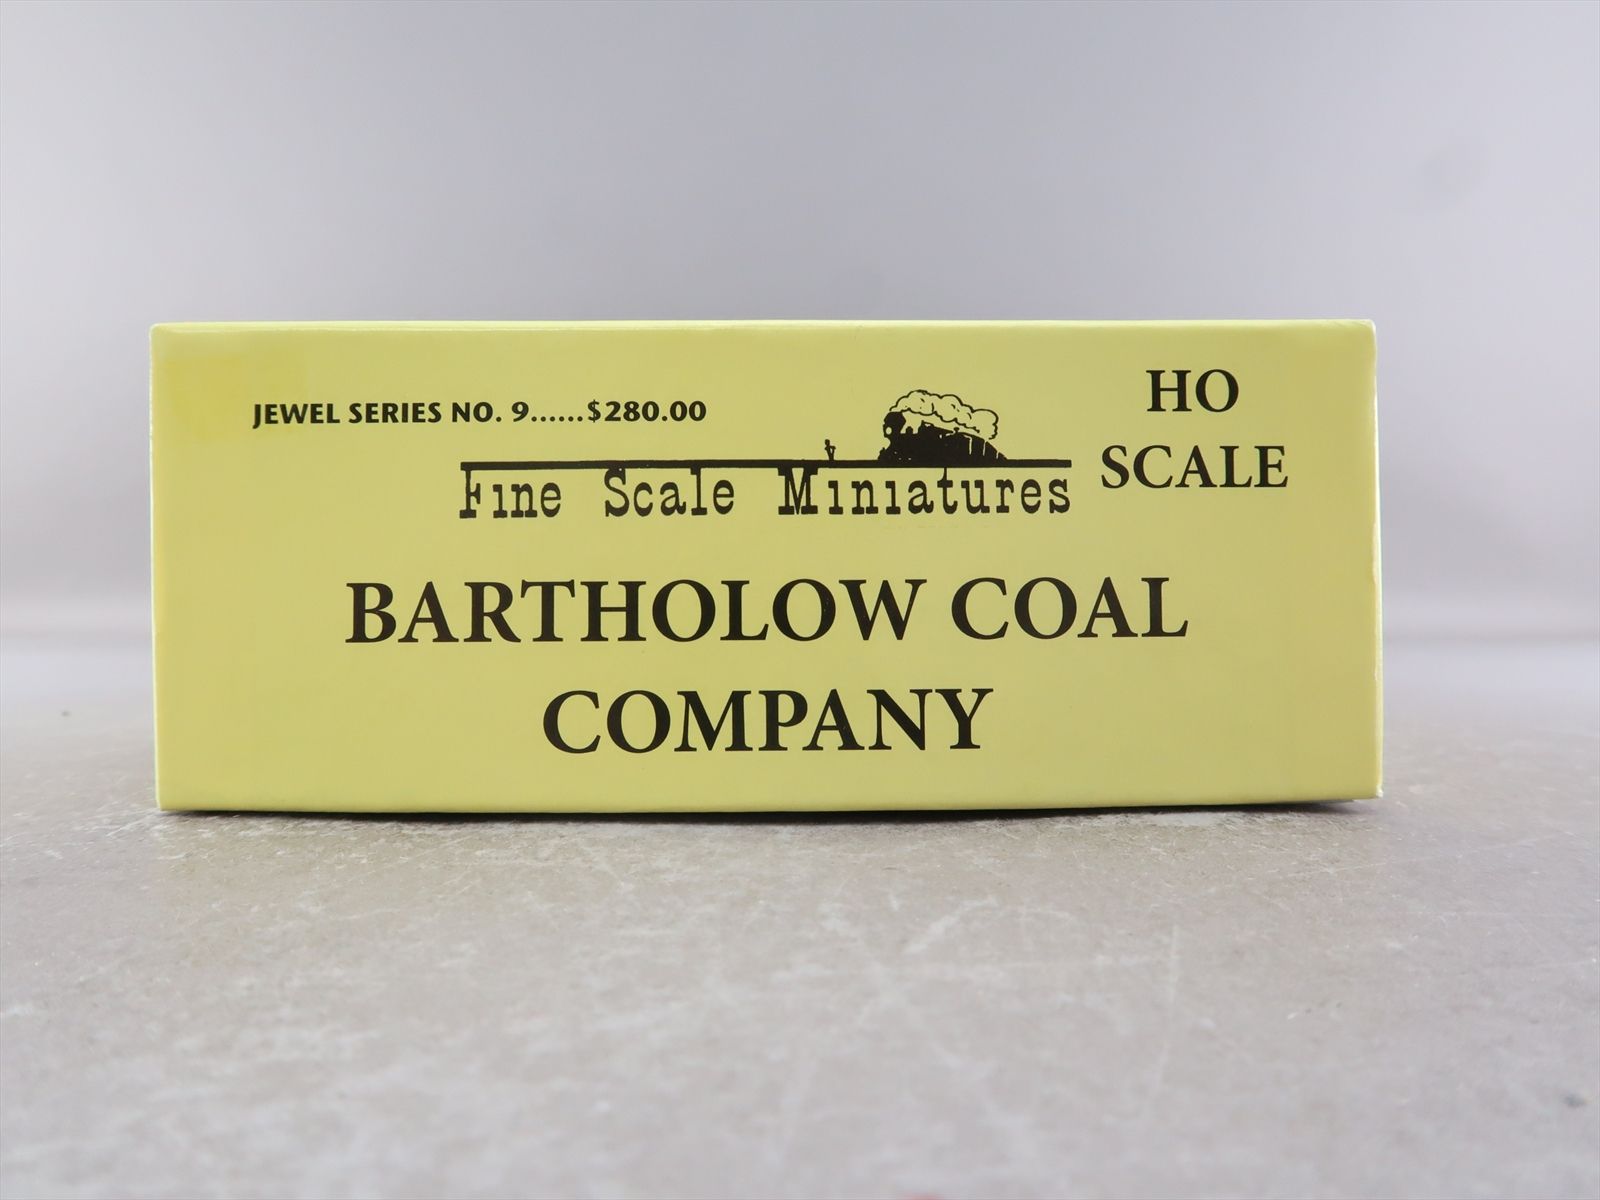 JEWEL SERIES NO. 9......$280.00
HO
SCALE
Fine Scale Miniatures
BARTHOLOW COAL
COMPANY